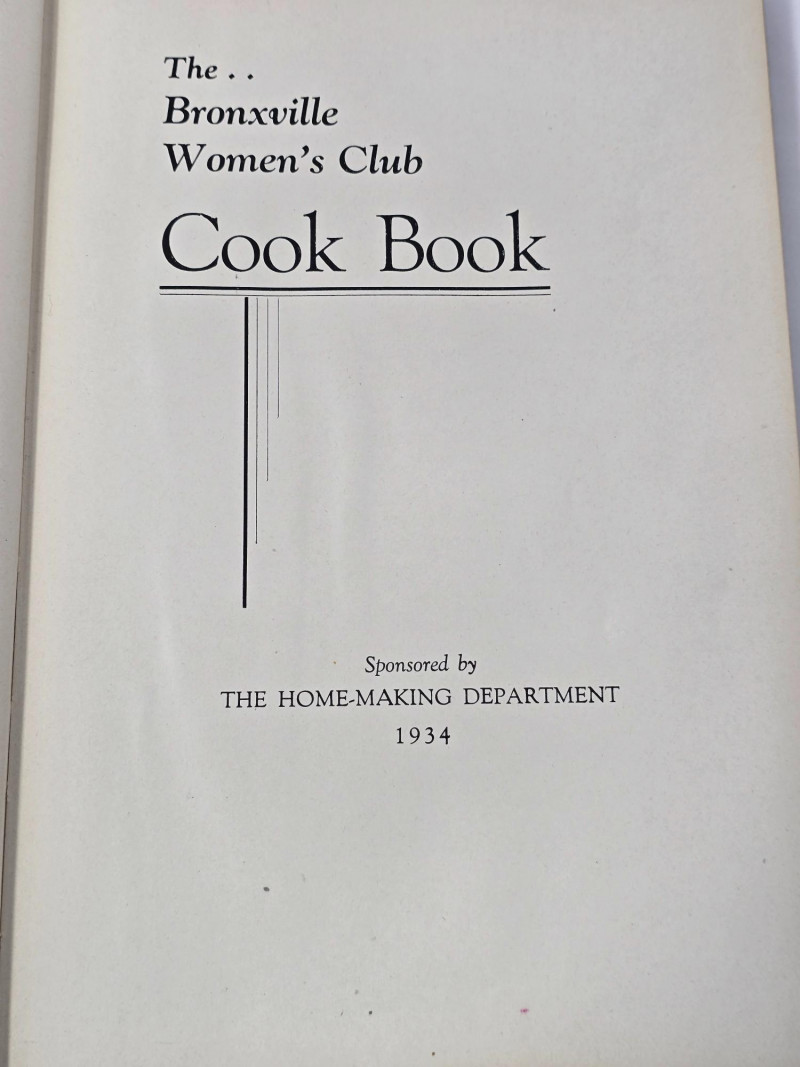 The . .
Bronxville
Women's Club
Cook Book
Sponsored by
THE HOME-MAKING DEPARTMENT
1934